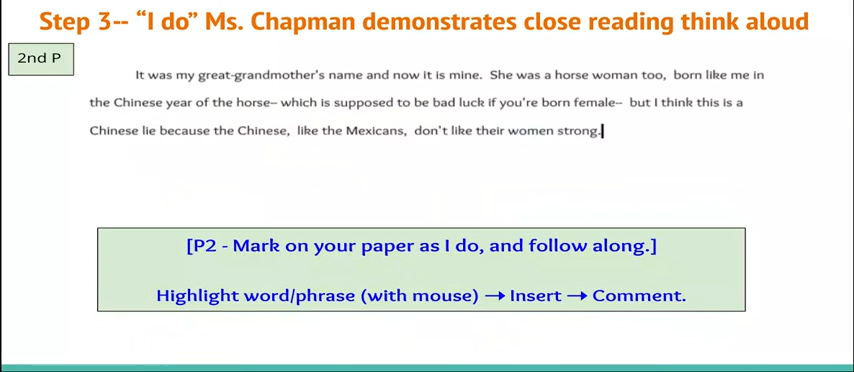 Step 3-- “I do” Ms. Chapman demonstrates close reading think aloud
2nd P
It was my great-grandmother's name and now it is mine. She was a horse woman too, born like me in
the Chinese year of the horse-- which is supposed to be bad luck if you're born female-- but I think this is a
Chinese lie because the Chinese, like the Mexicans, don't like their women strong.
[P2 - Mark on your paper as I do, and follow along.]
Highlight word/phrase (with mouse) → Insert → Comment.